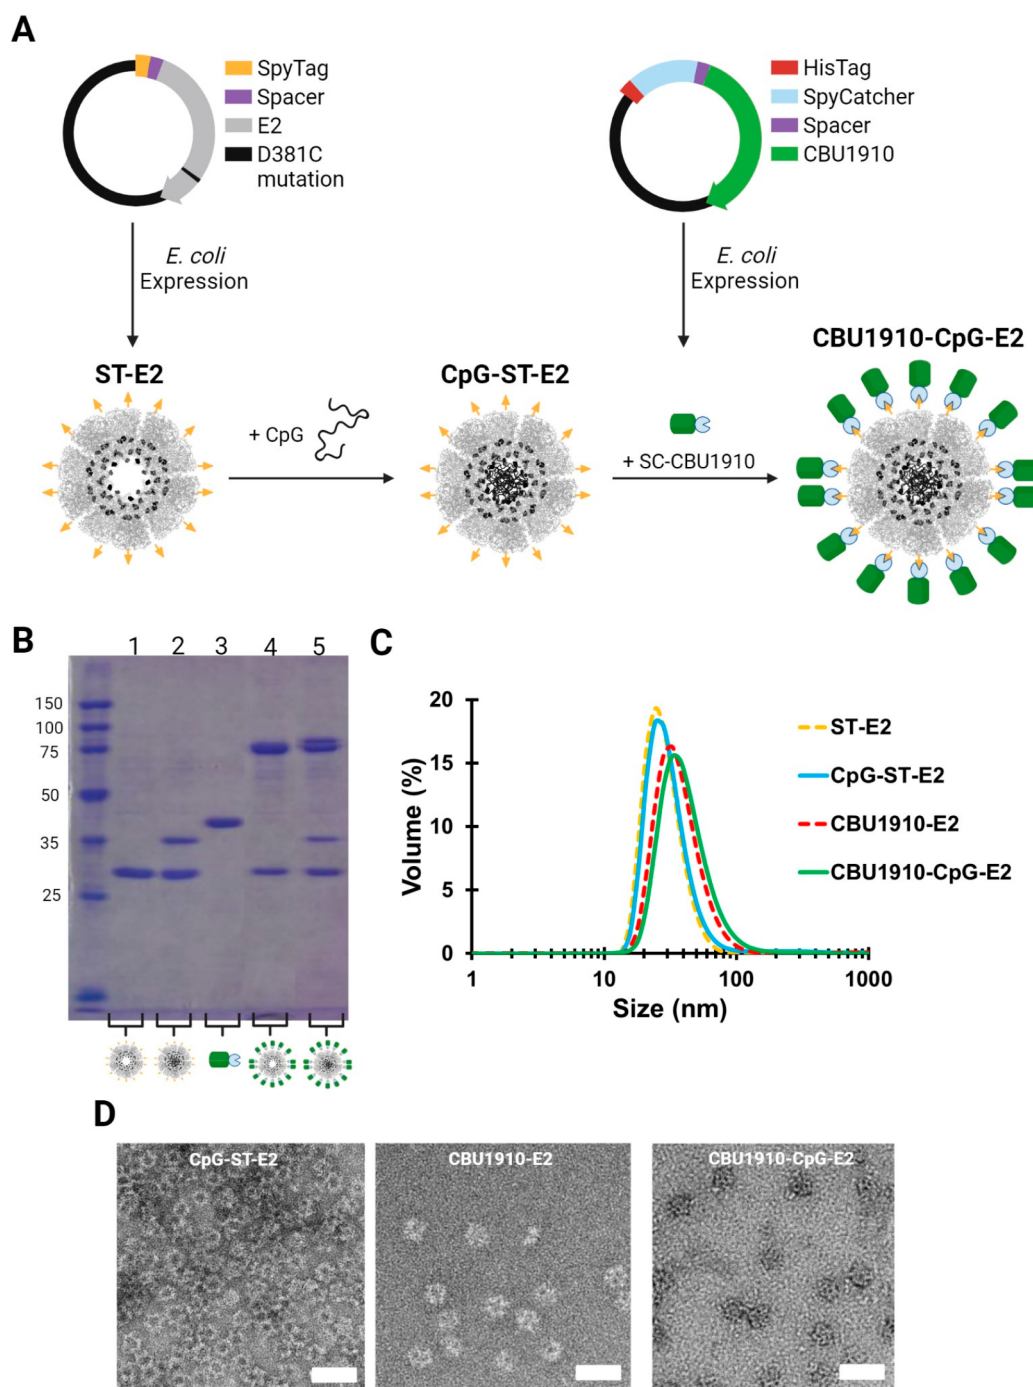 A
SpyTag
Spacer
E2
D381C
mutation
HisTag
SpyCatcher
Spacer
CBU1910
E. coli
Expression
E. coli
Expression
ST-E2
CpG-ST-E2
CBU1910-CpG-E2
+ CpG
+ SC-CBU1910
B
1 2 3 4 5
150
100
75
50
35
25
C
20
15
10
5
0
Volume (%)
1 10 100 1000
Size (nm)
ST-E2
CpG-ST-E2
CBU1910-E2
CBU1910-CpG-E2
D
CpG-ST-E2
CBU1910-E2
CBU1910-CpG-E2